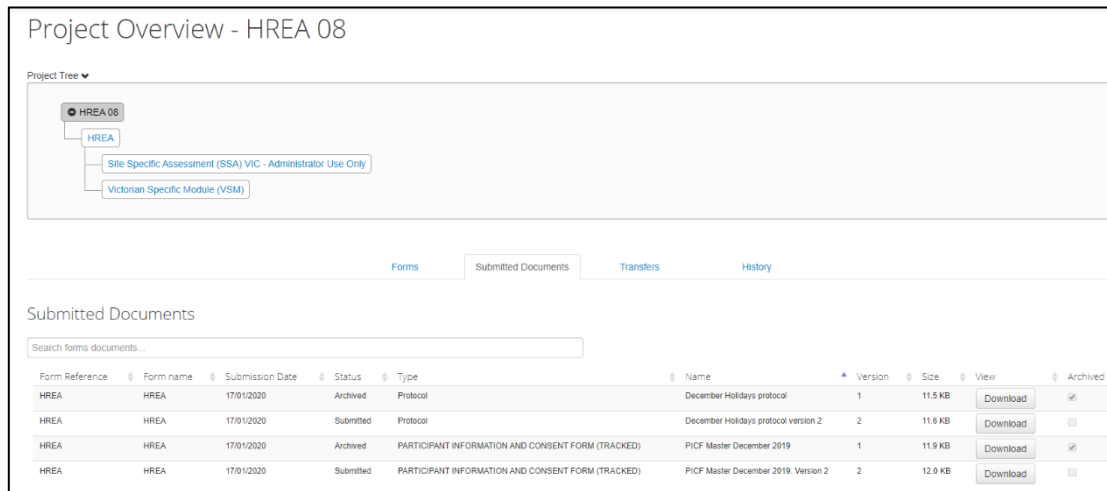 Project Overview - HREA 08
Project Tree
HREA 08
HREA
Site Specific Assessment (SSA) VIC - Administrator Use Only
Victorian Specific Module (VSM)
Forms Submitted Documents Transfers History
Submitted Documents
Search forms documents...
Form Reference Form name Submission Date Status Type Name Version Size View Archived
HREA HREA 17/01/2020 Archived Protocol December Holidays protocol 1 11.5 KB Download
HREA HREA 17/01/2020 Submitted Protocol December Holidays protocol version 2 2 11.6 KB Download
HREA HREA 17/01/2020 Archived PARTICIPANT INFORMATION AND CONSENT FORM (TRACKED) PICF Master December 2019 1 11.9 KB Download
HREA HREA 17/01/2020 Submitted PARTICIPANT INFORMATION AND CONSENT FORM (TRACKED) PICF Master December 2019. Version 2 2 12.0 KB Download